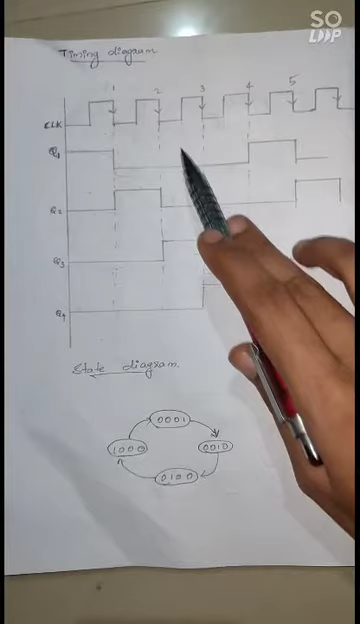 SO
LOOP
Timing diagram
1 2 3 4 5
CLK
Q1
Q2
Q3
Q4
State diagram.
0001
1000 0010
0100